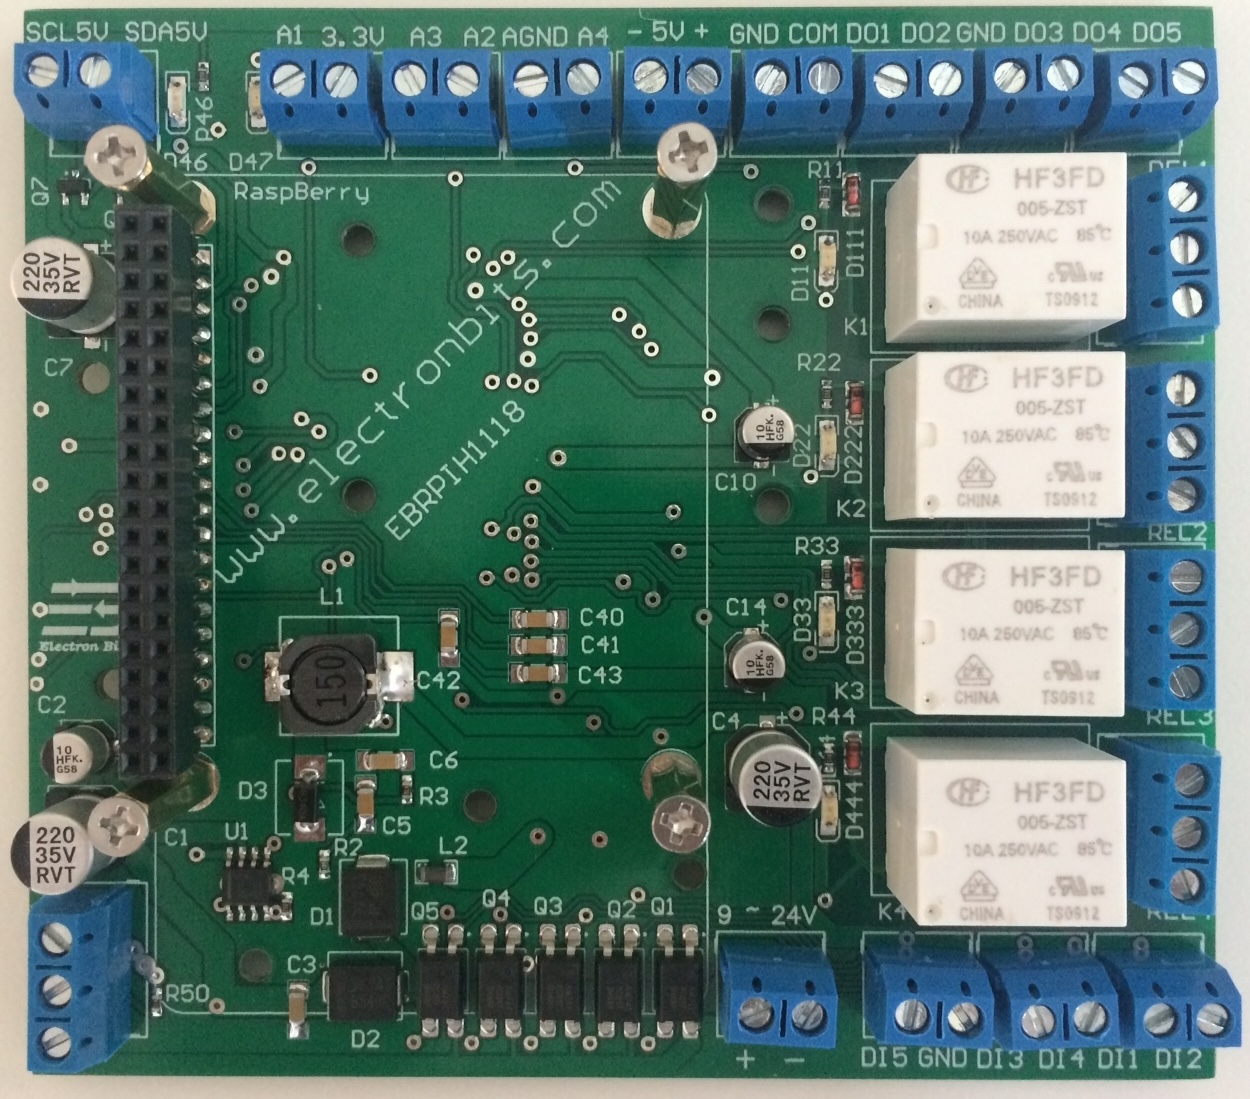 SCL5V SDA5V
A1 3.3V A3 A2 AGND A4 - 5V + GND COM DO1 DO2 GND DO3 DO4 DO5
R46
D46 D47
RaspBerry
Q7
220
35V
RVT
C7
www.electronbits.com
EBRPIH1118
R11
D11
D111
K1
HF3FD
005-ZST
10A 250VAC 85℃
CHINA TS0912
R22
D22
D222
C10
10
HFK.
G58
K2
HF3FD
005-ZST
10A 250VAC 85℃
CHINA TS0912
REL2
R33
D33
D333
C14
10
HFK.
G58
K3
HF3FD
005-ZST
10A 250VAC 85℃
CHINA TS0912
REL3
R44
D444
C4
220
35V
RVT
K4
HF3FD
005-ZST
10A 250VAC 85℃
CHINA TS0912
L1
150
C42
C40
C41
C43
C2
10
HFK.
G58
C6
D3
R3
C5
C1
220
35V
RVT
U1
R2
R4
L2
D1
Q5 Q4 Q3 Q2 Q1
9 ~ 24V
C3
R50
D2
+ -
DI5 GND DI3 DI4 DI1 DI2